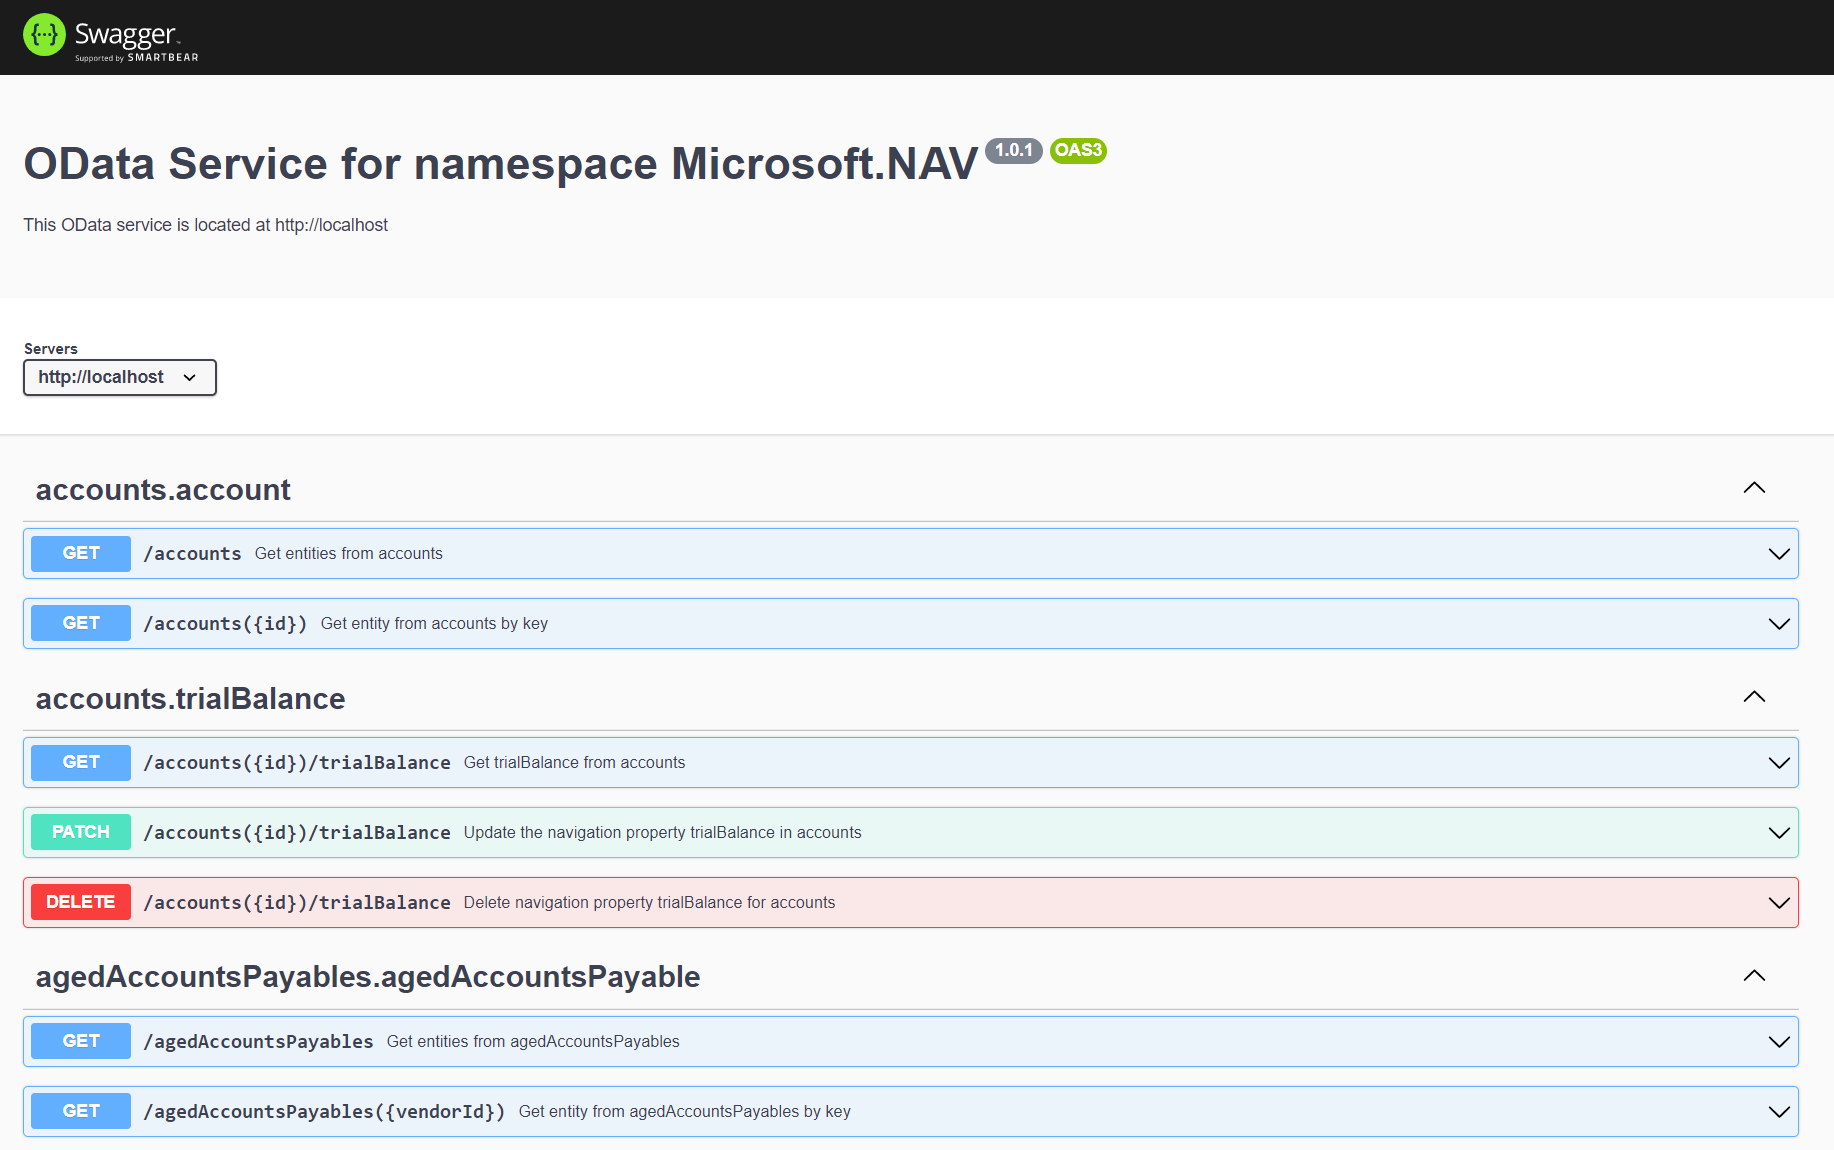 {...} Swagger™
Supported by SMARTBEAR
OData Service for namespace Microsoft.NAV 1.0.1 OAS3
This OData service is located at http://localhost
Servers
http://localhost
accounts.account
GET /accounts Get entities from accounts
GET /accounts({id}) Get entity from accounts by key
accounts.trialBalance
GET /accounts({id})/trialBalance Get trialBalance from accounts
PATCH /accounts({id})/trialBalance Update the navigation property trialBalance in accounts
DELETE /accounts({id})/trialBalance Delete navigation property trialBalance for accounts
agedAccountsPayables.agedAccountsPayable
GET /agedAccountsPayables Get entities from agedAccountsPayables
GET /agedAccountsPayables({vendorId}) Get entity from agedAccountsPayables by key